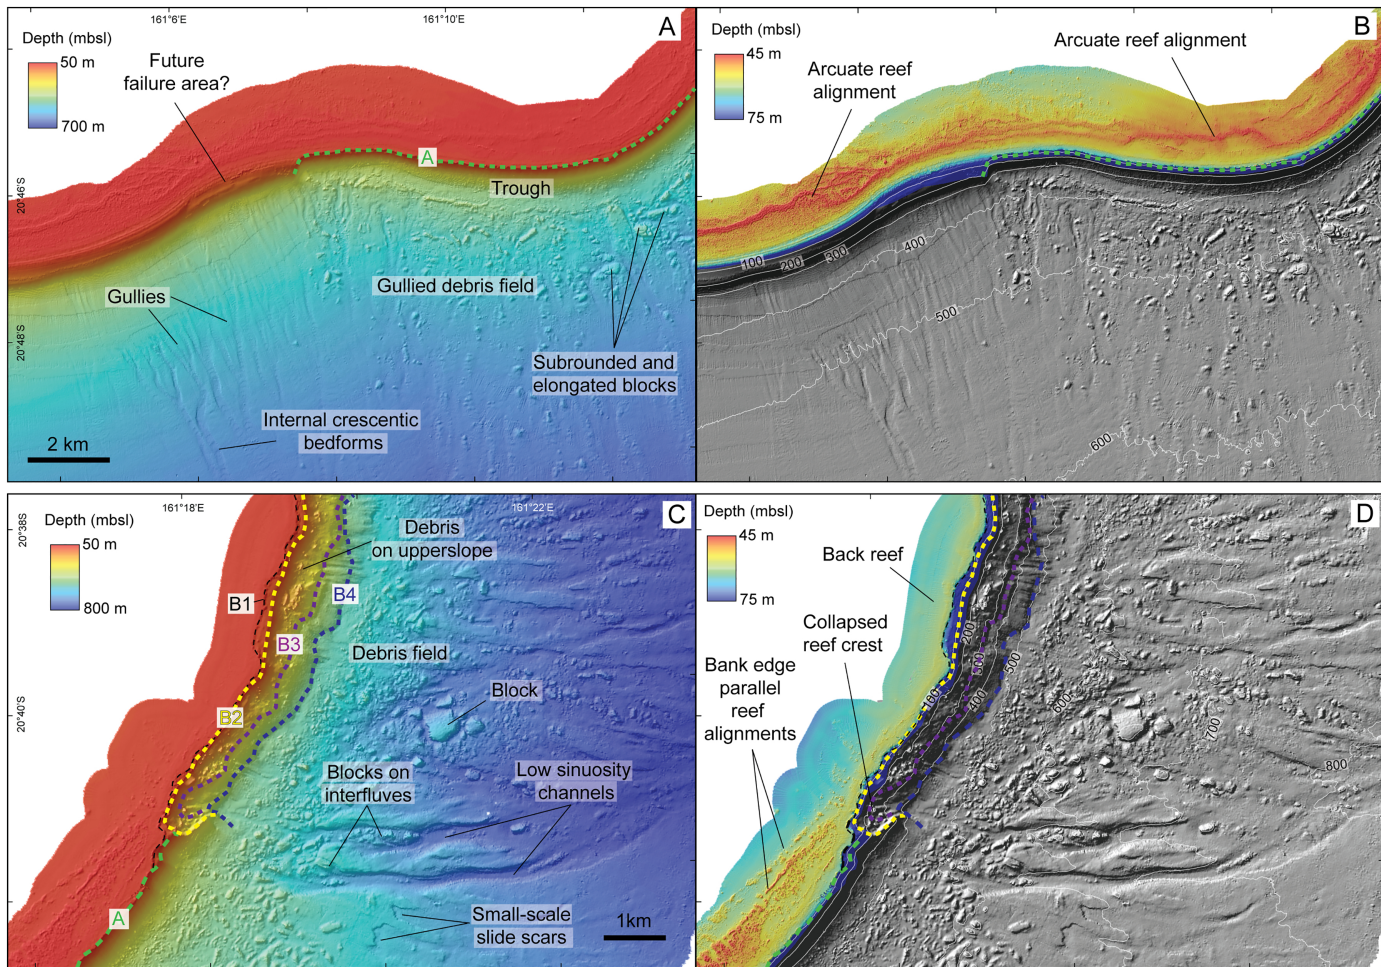 161°6'E
161°10'E
A
Depth (mbsl)
50 m
700 m
Future
failure area?
A
Trough
20°46'S
Gullied debris field
Gullies
20°48'S
Subrounded and
elongated blocks
Internal crescentic
bedforms
2 km
B
Depth (mbsl)
45 m
75 m
Arcuate reef alignment
Arcuate reef
alignment
100
200
300
400
500
600
161°18'E
161°22'E
C
20°38'S
Depth (mbsl)
50 m
800 m
Debris
on upperslope
B1
B4
B3
Debris field
20°40'S
B2
Block
Blocks on
interfluves
Low sinuosity
channels
A
Small-scale
slide scars
1km
D
Depth (mbsl)
45 m
75 m
Back reef
Collapsed
reef crest
Bank edge
parallel
reef
alignments
100
200
400
500
600
700
800